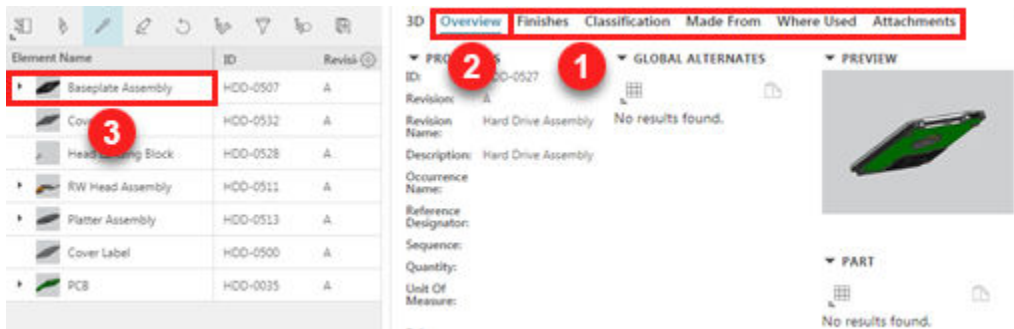 3D Overview Finishes Classification Made From Where Used Attachments
Element Name ID Revisi
Baseplate Assembly HDD-0507 A
HDD-0532 A
3
Block HDD-0528 A
RW Head Assembly HDD-0511 A
Platter Assembly HDD-0513 A
Cover Label HDD-0500 A
PCB HDD-0035 A
2
1
ID:
Revision: A
Revision Name: Hard Drive Assembly
Description: Hard Drive Assembly
Occurrence Name:
Reference Designator:
Sequence:
Quantity:
Unit Of Measure:
GLOBAL ALTERNATES
No results found.
PREVIEW
PART
No results found.